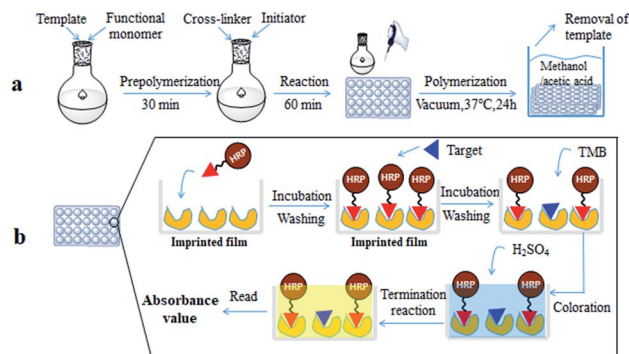 Template
Functional
monomer
Cross-linker
Initiator
Removal of
template
a
Prepolymerization
30 min
Reaction
60 min
Polymerization
Vacuum,37°C,24h
Methanol
/acetic acid
b
HRP
Imprinted film
Incubation
Washing
HRP
HRP
HRP
Target
Imprinted film
Incubation
Washing
TMB
HRP
HRP
Coloration
H₂SO₄
HRP
HRP
Termination
reaction
HRP
HRP
Read
Absorbance
value